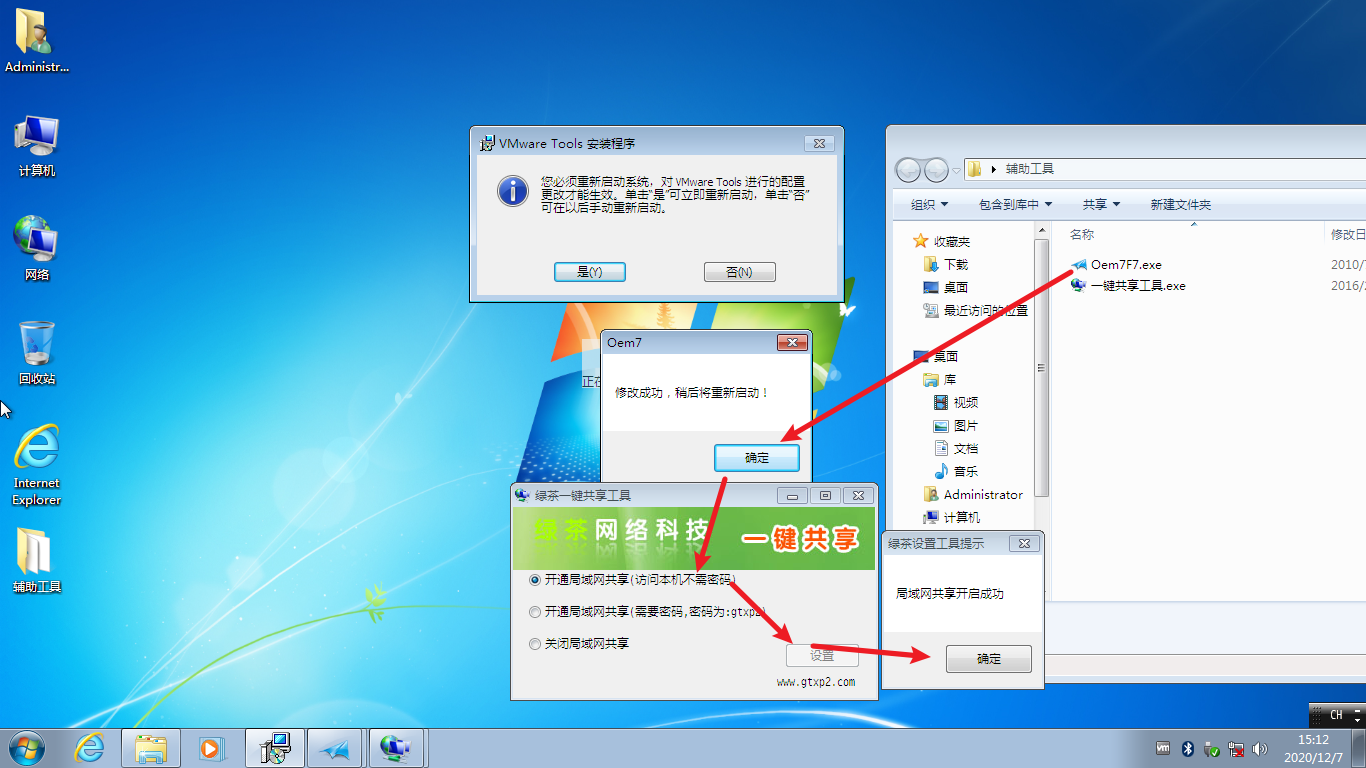 Administr...
计算机
网络
回收站
Internet
Explorer
辅助工具
VMware Tools 安装程序
您必须重新启动系统，对 VMware Tools 进行的配置
更改才能生效。单击“是”可立即重新启动，单击“否”
可在以后手动重新启动。
是(Y)
否(N)
正在
Oem7
修改成功，稍后将重新启动！
确定
绿茶一键共享工具
绿茶网络科技
一键共享
开通局域网共享(访问本机不需密码)
开通局域网共享(需要密码,密码为:gtxp2)
关闭局域网共享
设置
www.gtxp2.com
辅助工具
组织
包含到库中
共享
新建文件夹
名称
修改日
收藏夹
下载
桌面
最近访问的位置
桌面
库
视频
图片
文档
音乐
Administrator
计算机
Oem7F7.exe
2010/7
一键共享工具.exe
2016/2
绿茶设置工具提示
局域网共享开启成功
确定
CH
vm
15:12
2020/12/7